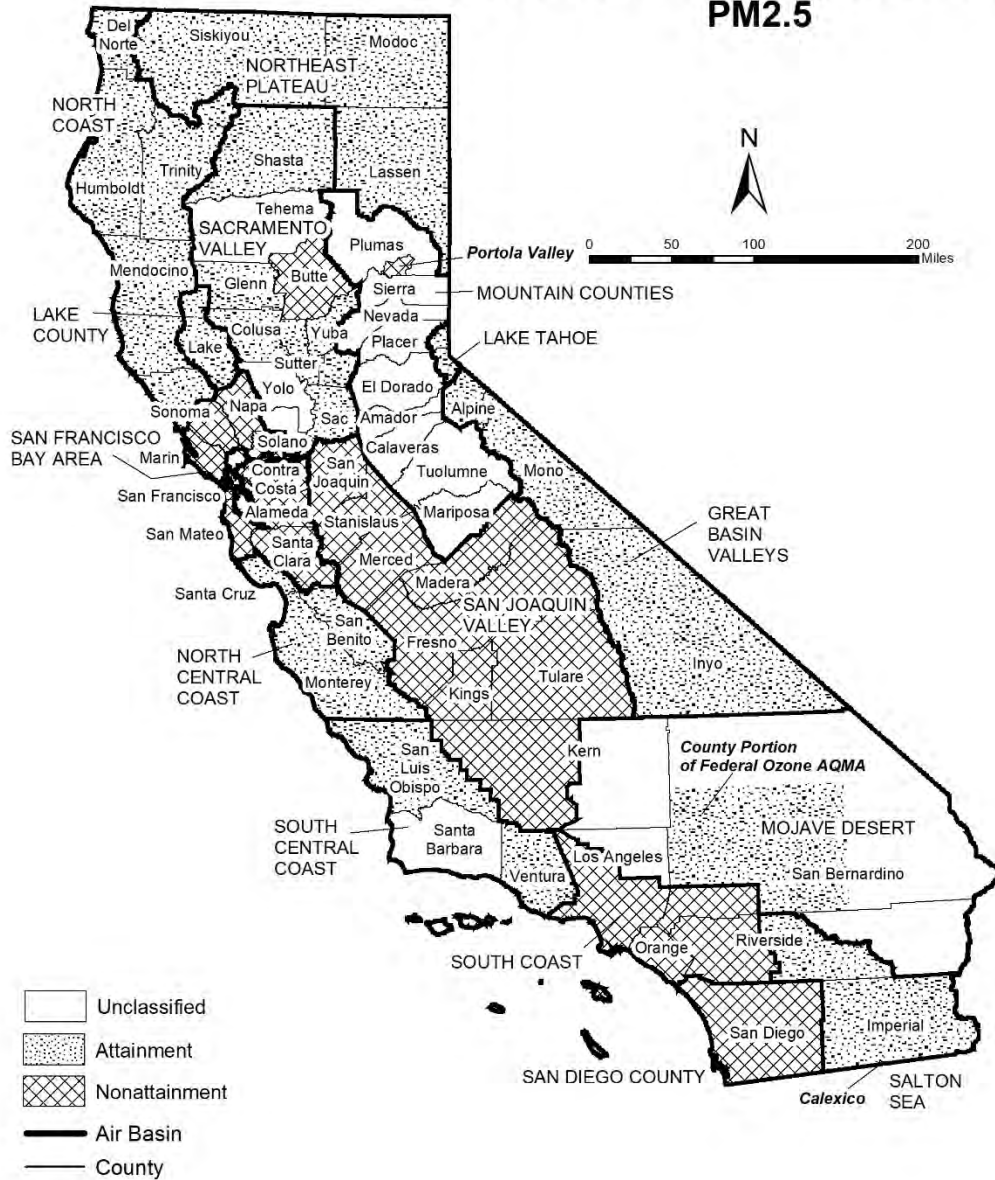 PM2.5
Del
Norte
Siskiyou
Modoc
NORTHEAST
PLATEAU
NORTH
COAST
N
Trinity
Shasta
Lassen
Humboldt
Tehema
SACRAMENTO
VALLEY
Plumas
Portola Valley
0 50 100 200
Miles
Mendocino
Glenn
Butte
Sierra
MOUNTAIN COUNTIES
Nevada
LAKE
COUNTY
Colusa
Yuba
Placer
LAKE TAHOE
Lake
Sutter
Yolo
El Dorado
Sonoma
Napa
Sac
Amador
Alpine
SAN FRANCISCO
BAY AREA
Marin
Solano
Calaveras
Contra
Costa
San
Joaquin
Tuolumne
Mono
San Francisco
Alameda
Stanislaus
Mariposa
GREAT
BASIN
VALLEYS
San Mateo
Santa
Clara
Merced
Madera
Santa Cruz
San
Benito
SAN JOAQUIN
VALLEY
NORTH
CENTRAL
COAST
Monterey
Fresno
Kings
Tulare
Inyo
San
Luis
Obispo
Kern
County Portion
of Federal Ozone AQMA
SOUTH
CENTRAL
COAST
Santa
Barbara
Ventura
Los Angeles
MOJAVE DESERT
San Bernardino
Orange
Riverside
SOUTH COAST
San Diego
Imperial
SAN DIEGO COUNTY
Calexico
SALTON
SEA
Unclassified
Attainment
Nonattainment
Air Basin
County